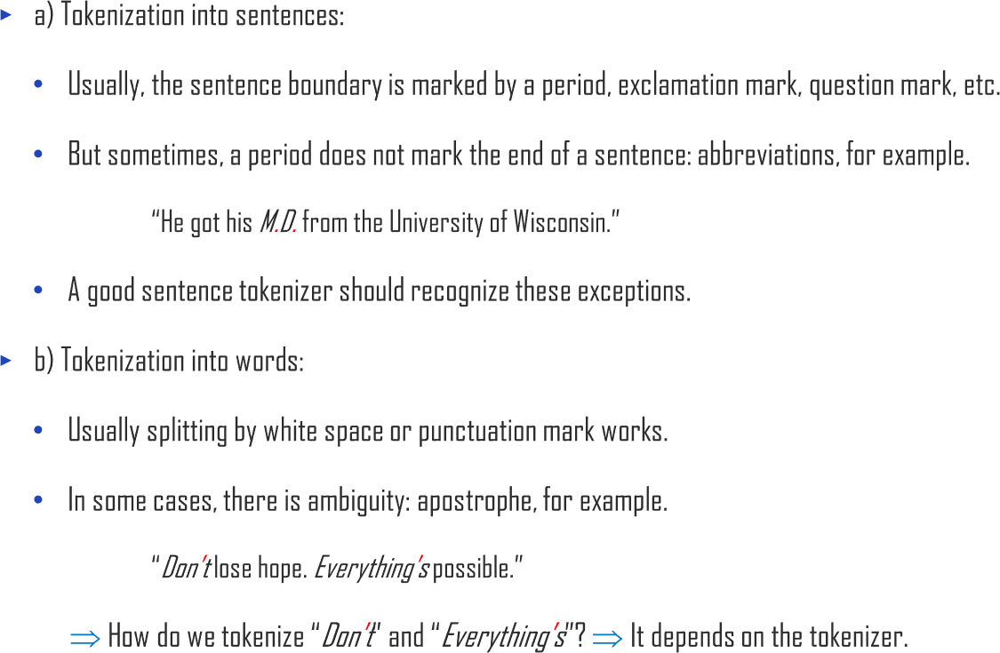 ▸ a) Tokenization into sentences:
• Usually, the sentence boundary is marked by a period, exclamation mark, question mark, etc.
• But sometimes, a period does not mark the end of a sentence: abbreviations, for example.
“He got his M.D. from the University of Wisconsin.”
• A good sentence tokenizer should recognize these exceptions.
▸ b) Tokenization into words:
• Usually splitting by white space or punctuation mark works.
• In some cases, there is ambiguity: apostrophe, for example.
“Don't lose hope. Everything's possible.”
⇒ How do we tokenize “Don't” and “Everything's”? ⇒ It depends on the tokenizer.